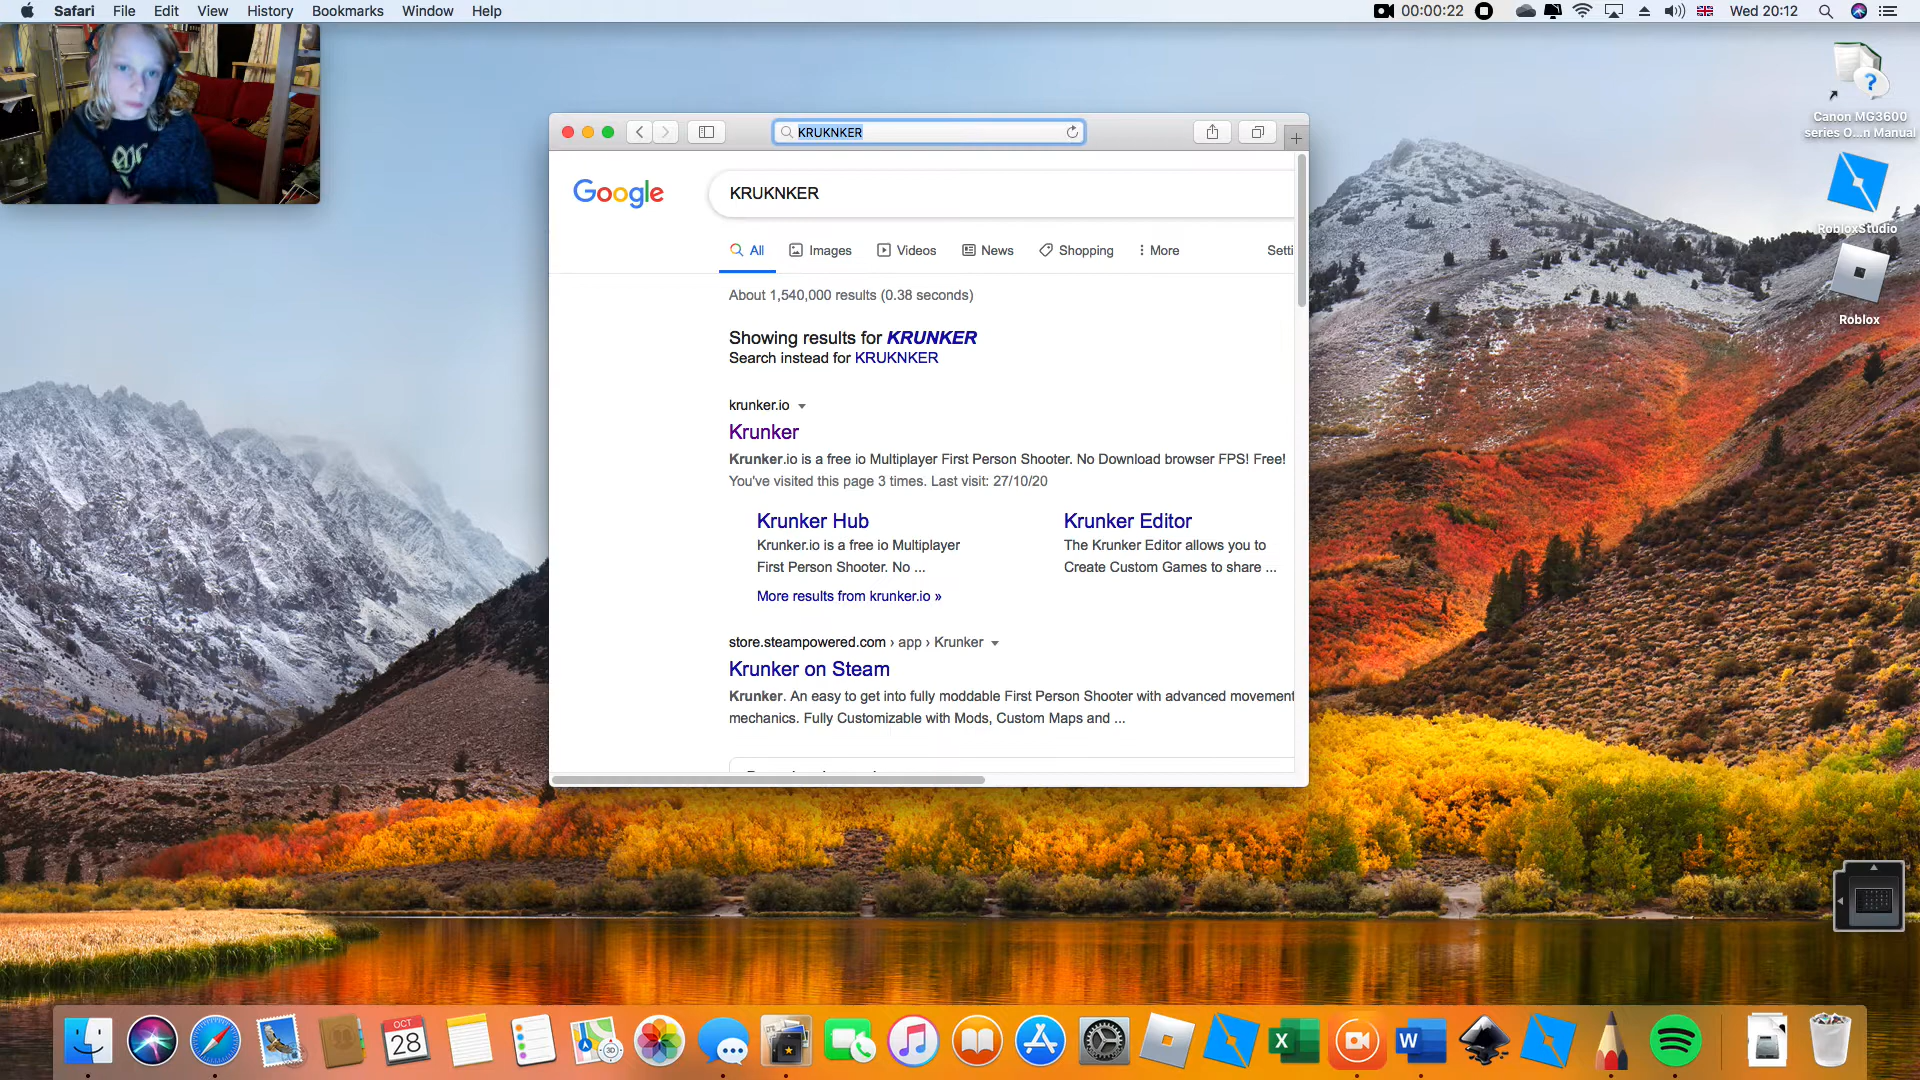 Safari File Edit View History Bookmarks Window Help 00:00:22 Wed 20:12
KRUKNKER
Google KRUKNKER
All Images Videos News Shopping More Setti
About 1,540,000 results (0.38 seconds)
Showing results for KRUNKER
Search instead for KRUKNKER
krunker.io
Krunker
Krunker.io is a free io Multiplayer First Person Shooter. No Download browser FPS! Free!
You've visited this page 3 times. Last visit: 27/10/20
Krunker Hub
Krunker.io is a free io Multiplayer
First Person Shooter. No ...
Krunker Editor
The Krunker Editor allows you to
Create Custom Games to share ...
More results from krunker.io »
store.steampowered.com › app › Krunker
Krunker on Steam
Krunker. An easy to get into fully moddable First Person Shooter with advanced movement
mechanics. Fully Customizable with Mods, Custom Maps and ...
Canon MG3600
series O...n Manual
RobloxStudio
Roblox
OCT
28
3D
X
W